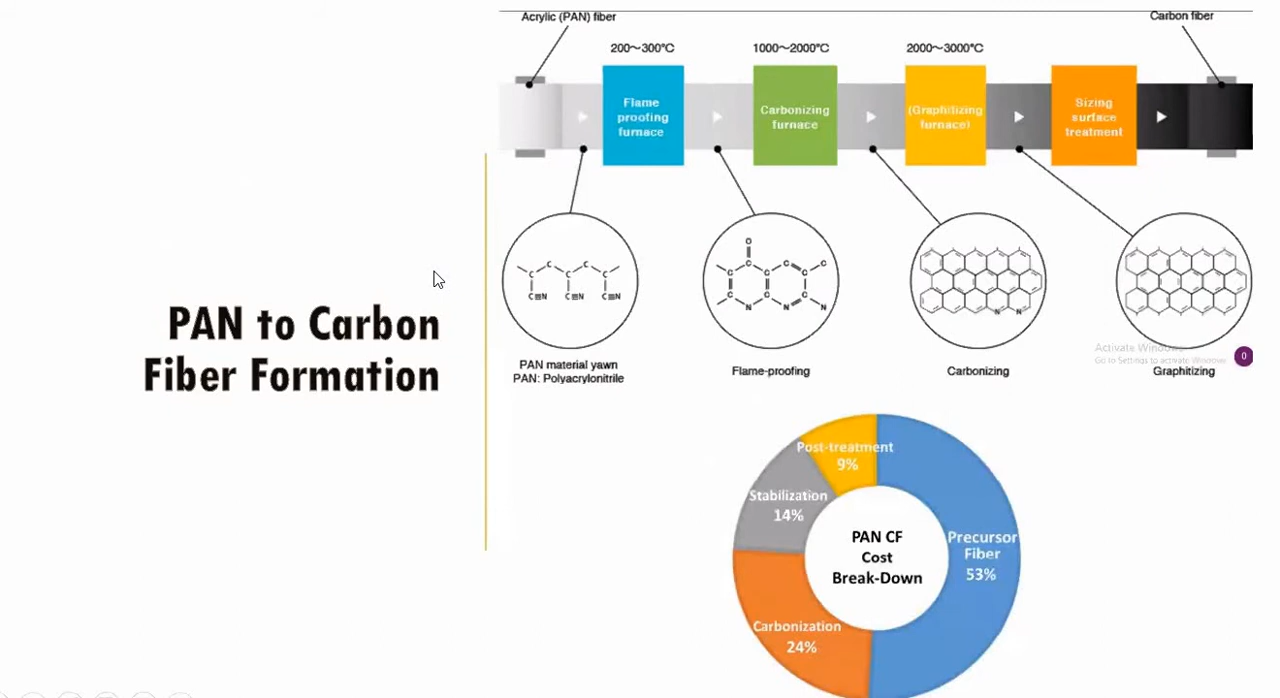 Acrylic (PAN) fiber
Carbon fiber
200~300°C
1000~2000°C
2000~3000°C
Flame
proofing
furnace
Carbonizing
furnace
(Graphitizing
furnace)
Sizing
surface
treatment
C
C
C
C
C
C≡N
C≡N
C≡N
O
C
C
C
C
C
C
C
C
N
N
N
N
N
PAN material yawn
PAN: Polyacrylonitrile
Flame-proofing
Carbonizing
Graphitizing
Activate Windows
Go to Settings to activate Windows
0
PAN to Carbon
Fiber Formation
Post-treatment
9%
Stabilization
14%
Carbonization
24%
Precursor
Fiber
53%
PAN CF
Cost
Break-Down